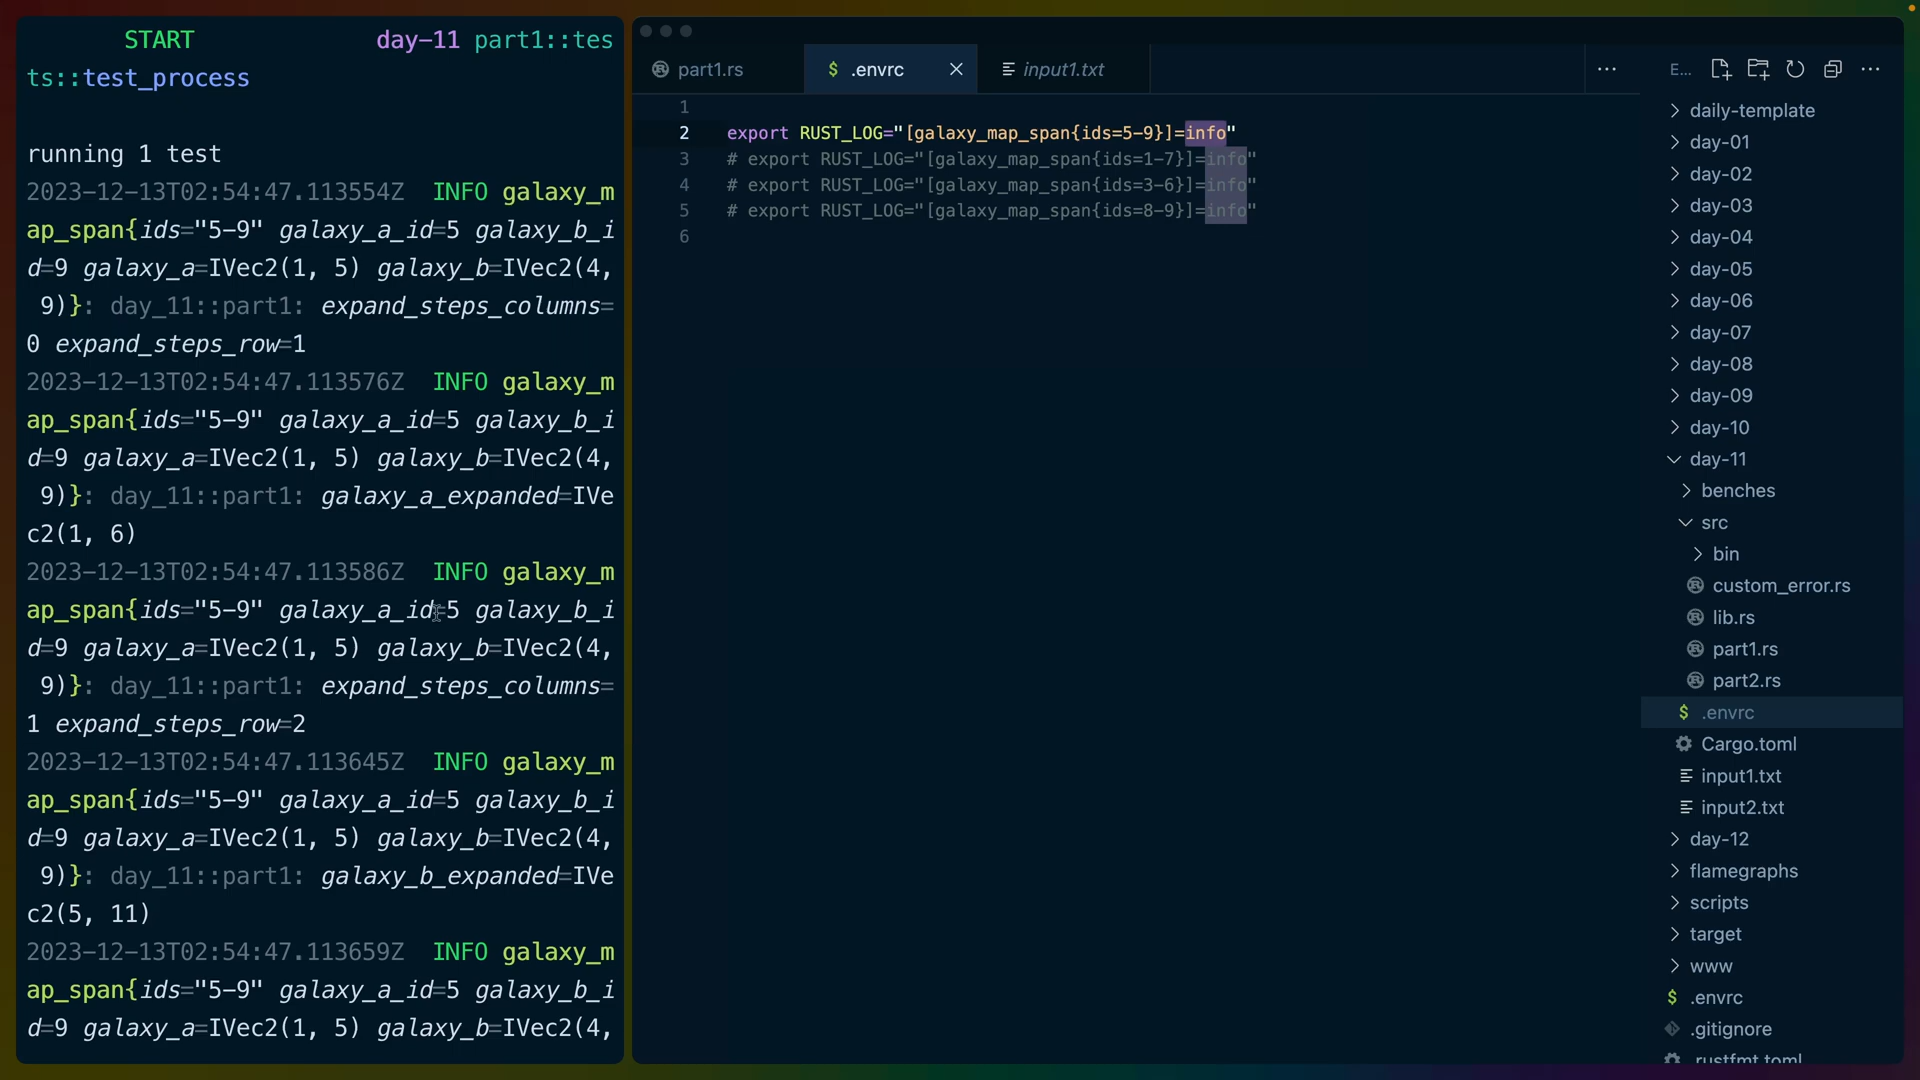 START day-11 part1::tes
ts::test_process
running 1 test
2023-12-13T02:54:47.113554Z INFO galaxy_m
ap_span{ids="5-9" galaxy_a_id=5 galaxy_b_i
d=9 galaxy_a=IVec2(1, 5) galaxy_b=IVec2(4,
9)}: day_11::part1: expand_steps_columns=
0 expand_steps_row=1
2023-12-13T02:54:47.113576Z INFO galaxy_m
ap_span{ids="5-9" galaxy_a_id=5 galaxy_b_i
d=9 galaxy_a=IVec2(1, 5) galaxy_b=IVec2(4,
9)}: day_11::part1: galaxy_a_expanded=IVe
c2(1, 6)
2023-12-13T02:54:47.113586Z INFO galaxy_m
ap_span{ids="5-9" galaxy_a_id=5 galaxy_b_i
d=9 galaxy_a=IVec2(1, 5) galaxy_b=IVec2(4,
9)}: day_11::part1: expand_steps_columns=
1 expand_steps_row=2
2023-12-13T02:54:47.113645Z INFO galaxy_m
ap_span{ids="5-9" galaxy_a_id=5 galaxy_b_i
d=9 galaxy_a=IVec2(1, 5) galaxy_b=IVec2(4,
9)}: day_11::part1: galaxy_b_expanded=IVe
c2(5, 11)
2023-12-13T02:54:47.113659Z INFO galaxy_m
ap_span{ids="5-9" galaxy_a_id=5 galaxy_b_i
d=9 galaxy_a=IVec2(1, 5) galaxy_b=IVec2(4,
part1.rs
$ .envrc
input1.txt
1
2 export RUST_LOG="[galaxy_map_span{ids=5-9}]=info"
3 # export RUST_LOG="[galaxy_map_span{ids=1-7}]=info"
4 # export RUST_LOG="[galaxy_map_span{ids=3-6}]=info"
5 # export RUST_LOG="[galaxy_map_span{ids=8-9}]=info"
6
E...
daily-template
day-01
day-02
day-03
day-04
day-05
day-06
day-07
day-08
day-09
day-10
day-11
benches
src
bin
custom_error.rs
lib.rs
part1.rs
part2.rs
$ .envrc
Cargo.toml
input1.txt
input2.txt
day-12
flamegraphs
scripts
target
www
$ .envrc
.gitignore
.rustfmt.toml